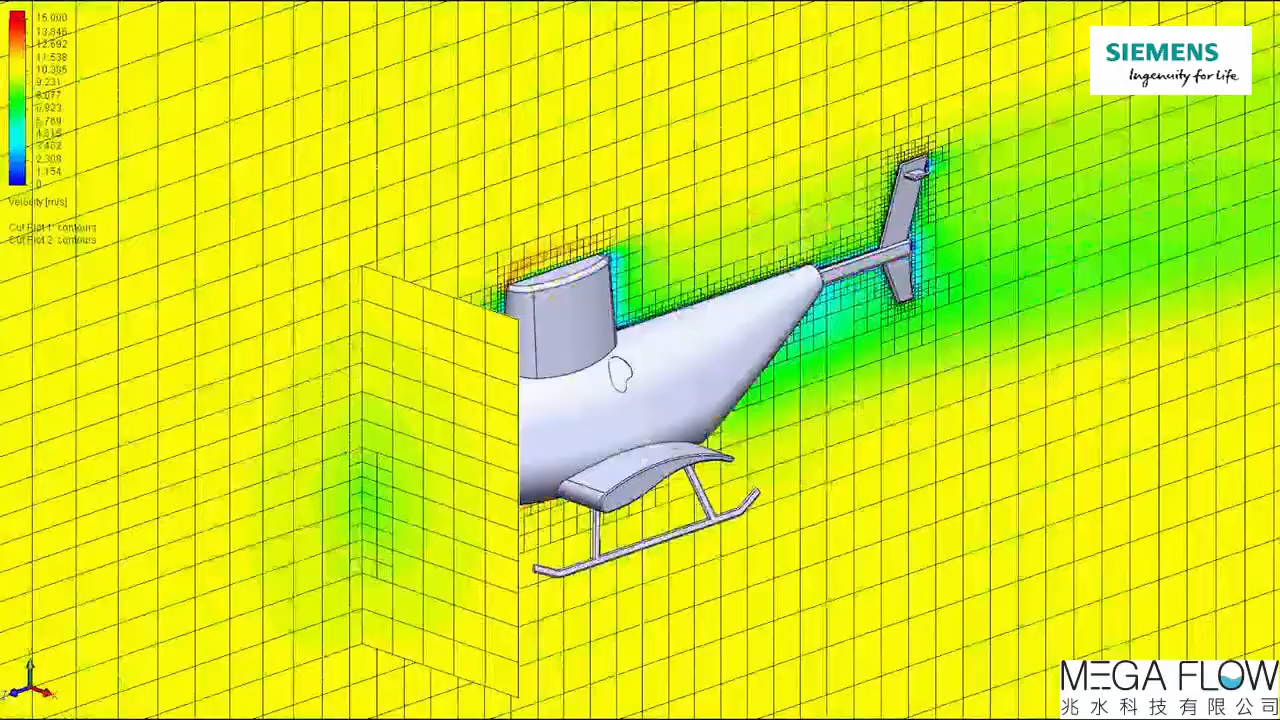 15.000
13.846
12.692
11.538
10.385
9.231
8.077
6.923
5.769
4.615
3.462
2.308
1.154
0
Velocity [m/s]
Cut Plot 1: contours
Cut Plot 2: contours
SIEMENS
Ingenuity for life
Y
Z
X
MEGA FLOW
兆水科技有限公司